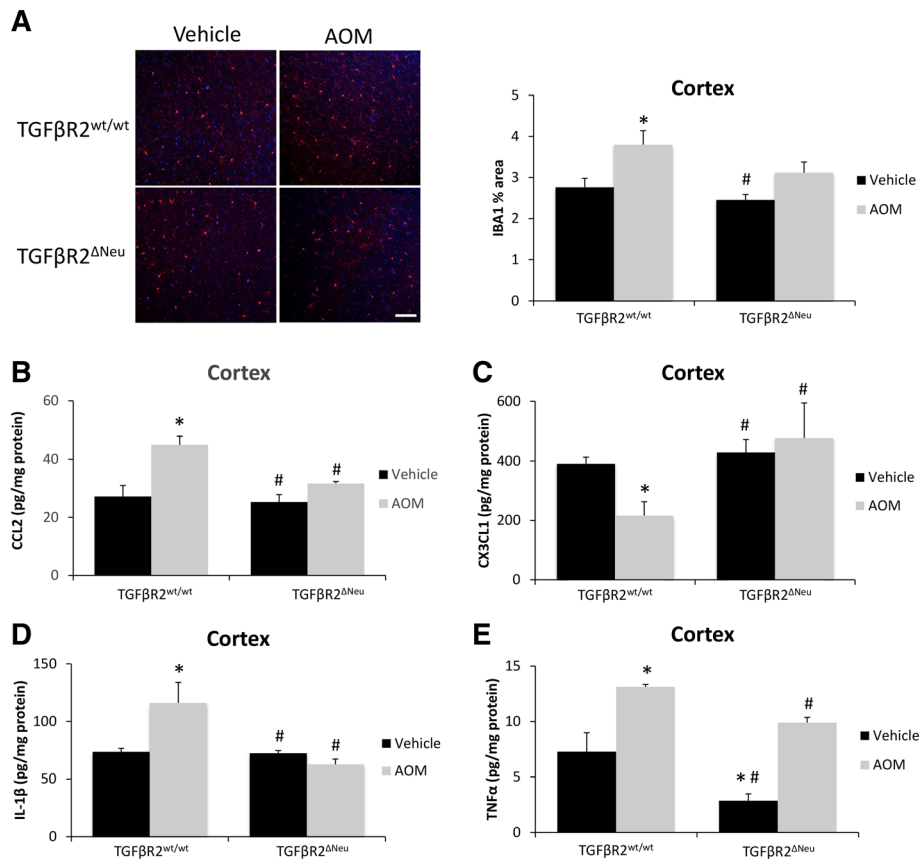 A
Vehicle
AOM
TGFβR2wt/wt
TGFβR2ΔNeu
Cortex
IBA1 % area
5
4
3
2
1
0
*
#
TGFβR2wt/wt
TGFβR2ΔNeu
Vehicle
AOM
B
Cortex
CCL2 (pg/mg protein)
60
40
20
0
*
#
#
TGFβR2wt/wt
TGFβR2ΔNeu
Vehicle
AOM
C
Cortex
CX3CL1 (pg/mg protein)
600
400
200
0
*
#
#
TGFβR2wt/wt
TGFβR2ΔNeu
Vehicle
AOM
D
Cortex
IL-1β (pg/mg protein)
150
100
50
0
*
#
#
TGFβR2wt/wt
TGFβR2ΔNeu
Vehicle
AOM
E
Cortex
TNFα (pg/mg protein)
15
10
5
0
*
* #
#
TGFβR2wt/wt
TGFβR2ΔNeu
Vehicle
AOM